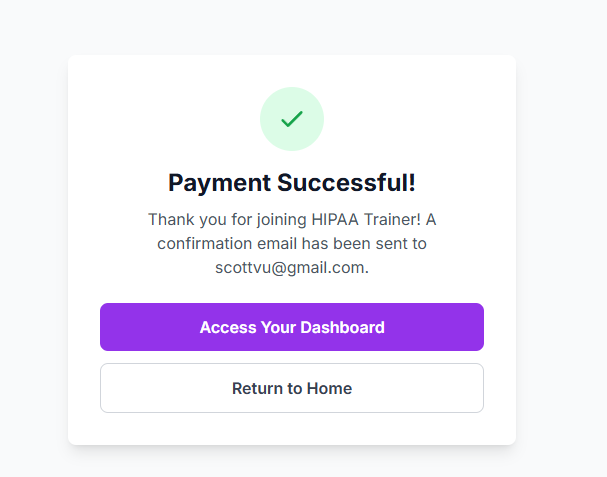 Payment Successful!
Thank you for joining HIPAA Trainer! A
confirmation email has been sent to
scottvu@gmail.com.
Access Your Dashboard
Return to Home